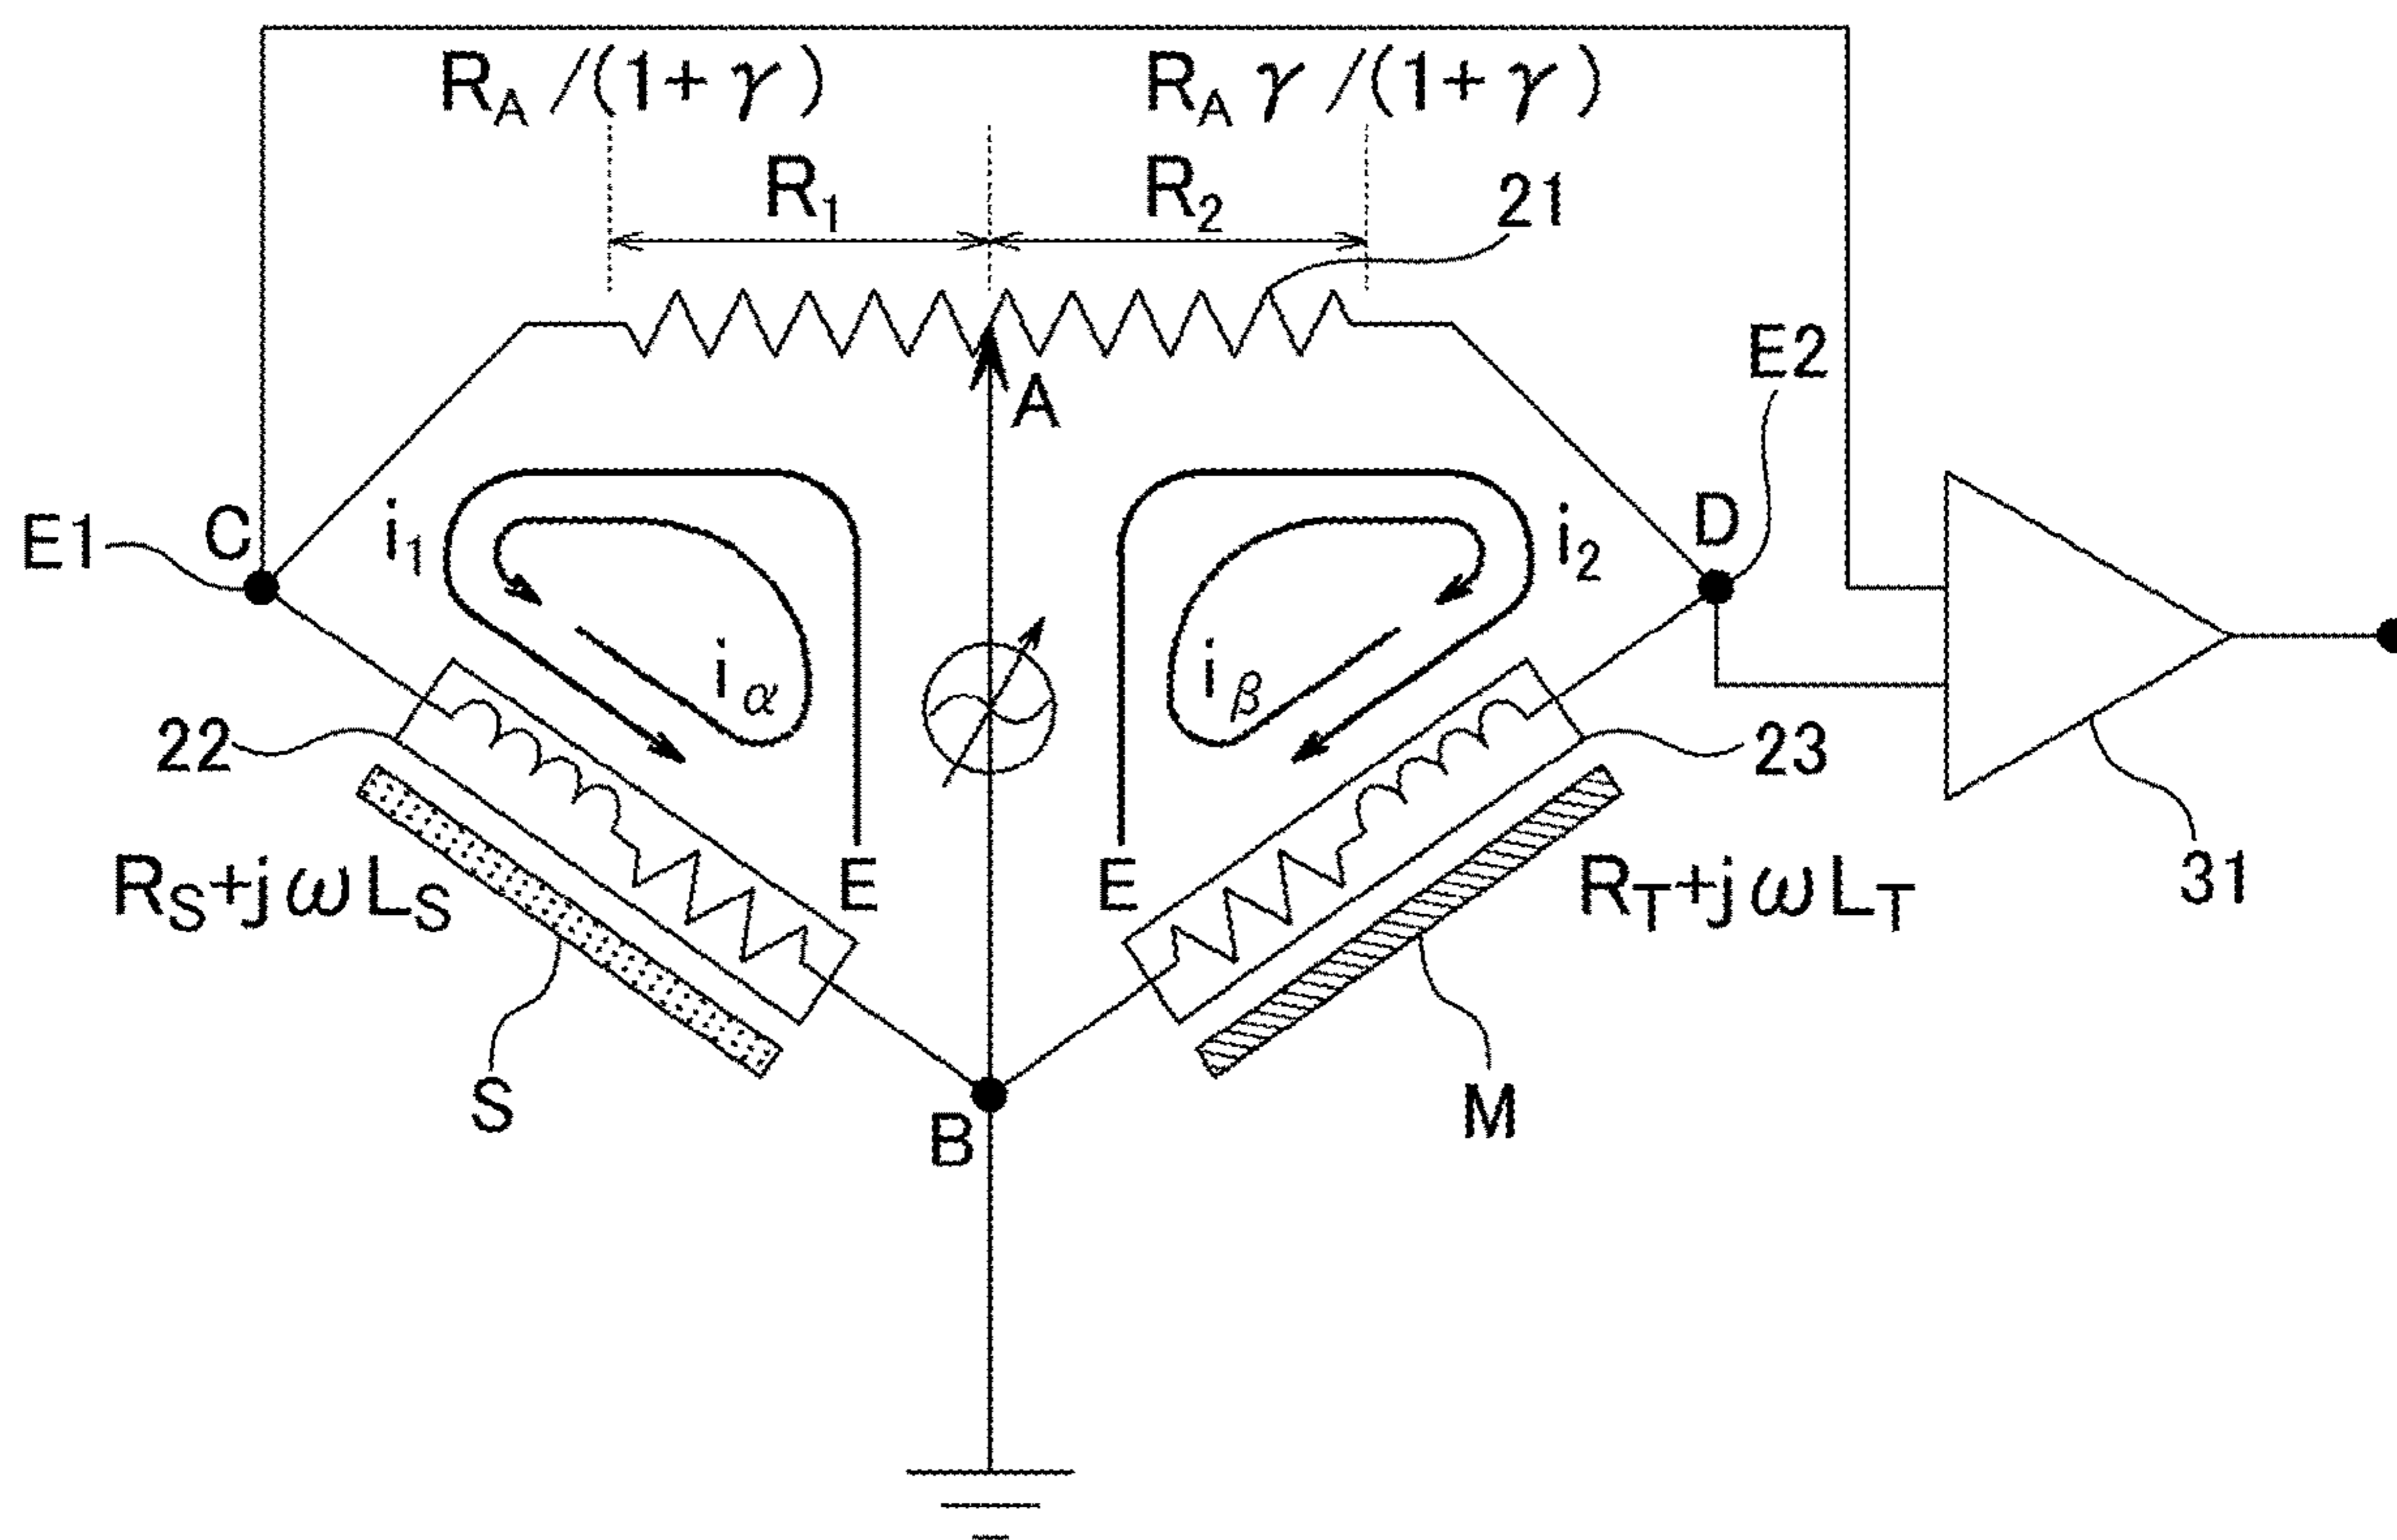 R_A/(1+γ) R_Aγ/(1+γ)
R_1 R_2 21
E2
A
E1 C i_1 i_2 D
i_α i_β
22 23
R_S+jωL_S E E R_T+jωL_T 31
S B M